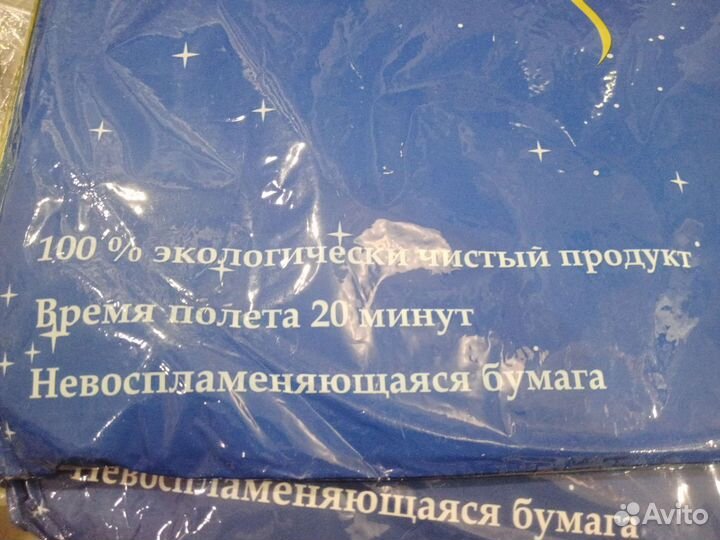 100 % экологически чистый продукт
Время полета 20 минут
Невоспламеняющаяся бумага
Невоспламеняющаяся бумага
Avito